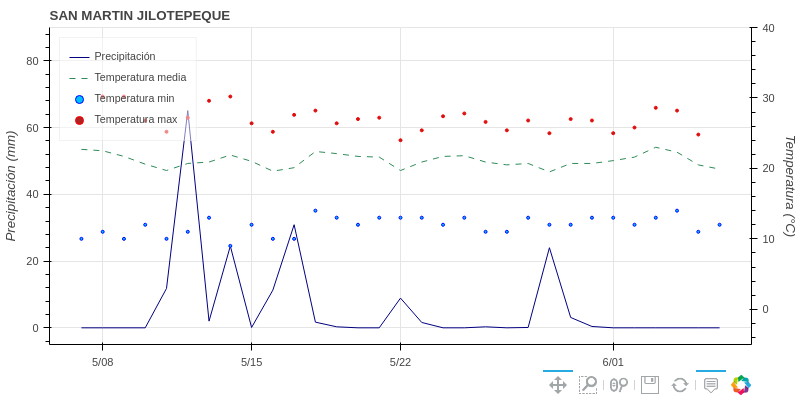 SAN MARTIN JILOTEPEQUE
Precipitación
Temperatura media
Temperatura min
Temperatura max
Precipitación (mm)
80
60
40
20
0
Temperatura (°C)
40
30
20
10
0
5/08
5/15
5/22
6/01